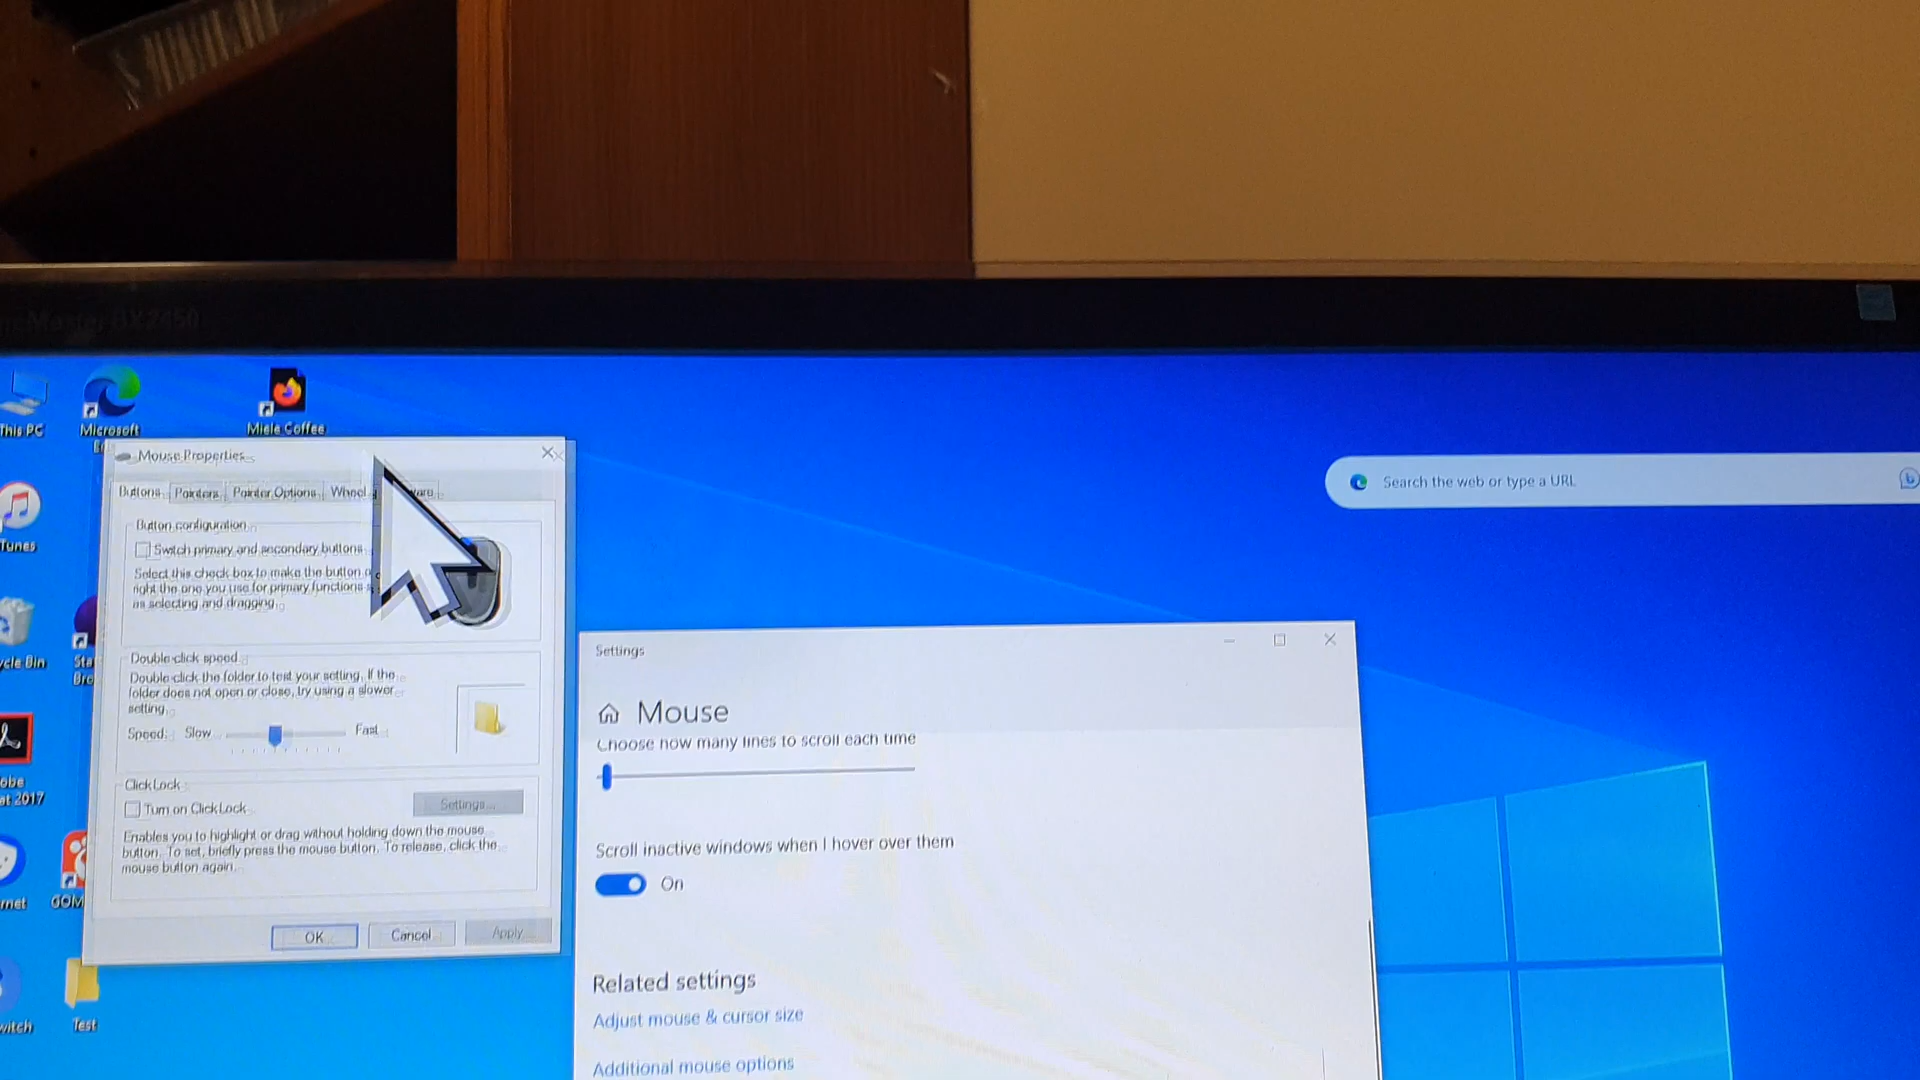 This PC
Microsoft
Miele Coffee
Mouse Properties
Buttons
Pointers
Pointer Options
Wheel
Search the web or type a URL
Button configuration
Switch primary and secondary buttons
Select this check box to make the button
right the one you use for primary functions
as selecting and dragging.
Tunes
cle Bin
Double-click speed
Double-click the folder to test your setting. If the
folder does not open or close, try using a slower
setting.
Speed:
Slow
Fast
ClickLock
Turn on ClickLock
Settings...
Enables you to highlight or drag without holding down the mouse
button. To set, briefly press the mouse button. To release, click the
mouse button again.
OK
Cancel
Apply
Sta
Bro
obe
at 2017
rnet
GOM
witch
Test
Settings
Mouse
Choose how many lines to scroll each time
Scroll inactive windows when I hover over them
On
Related settings
Adjust mouse & cursor size
Additional mouse options